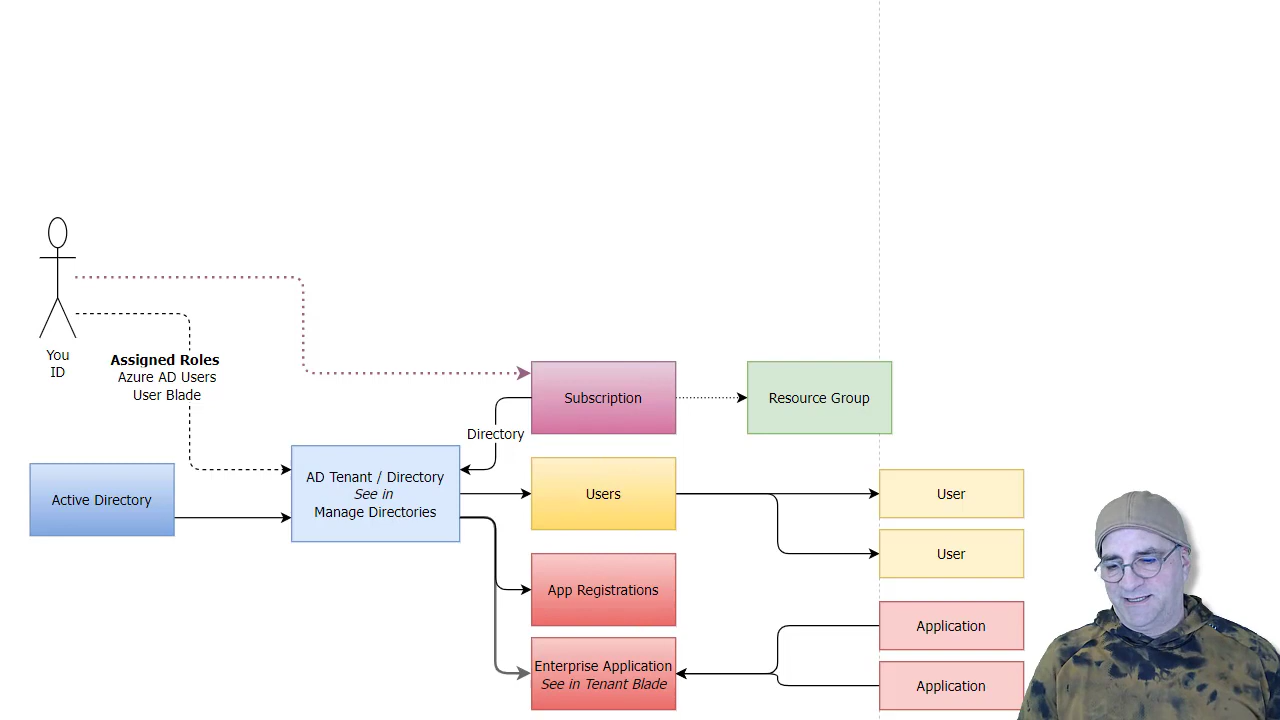 You
ID
Assigned Roles
Azure AD Users
User Blade
Subscription
Resource Group
Directory
Active Directory
AD Tenant / Directory
See in
Manage Directories
Users
User
User
App Registrations
Application
Enterprise Application
See in Tenant Blade
Application